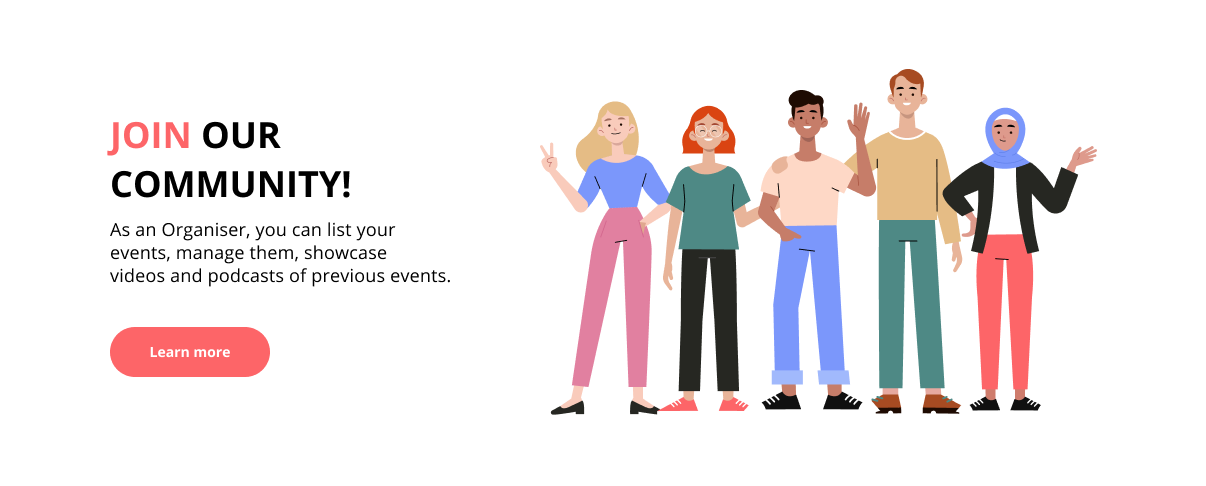 JOIN OUR
COMMUNITY!
As an Organiser, you can list your
events, manage them, showcase
videos and podcasts of previous events.
Learn more